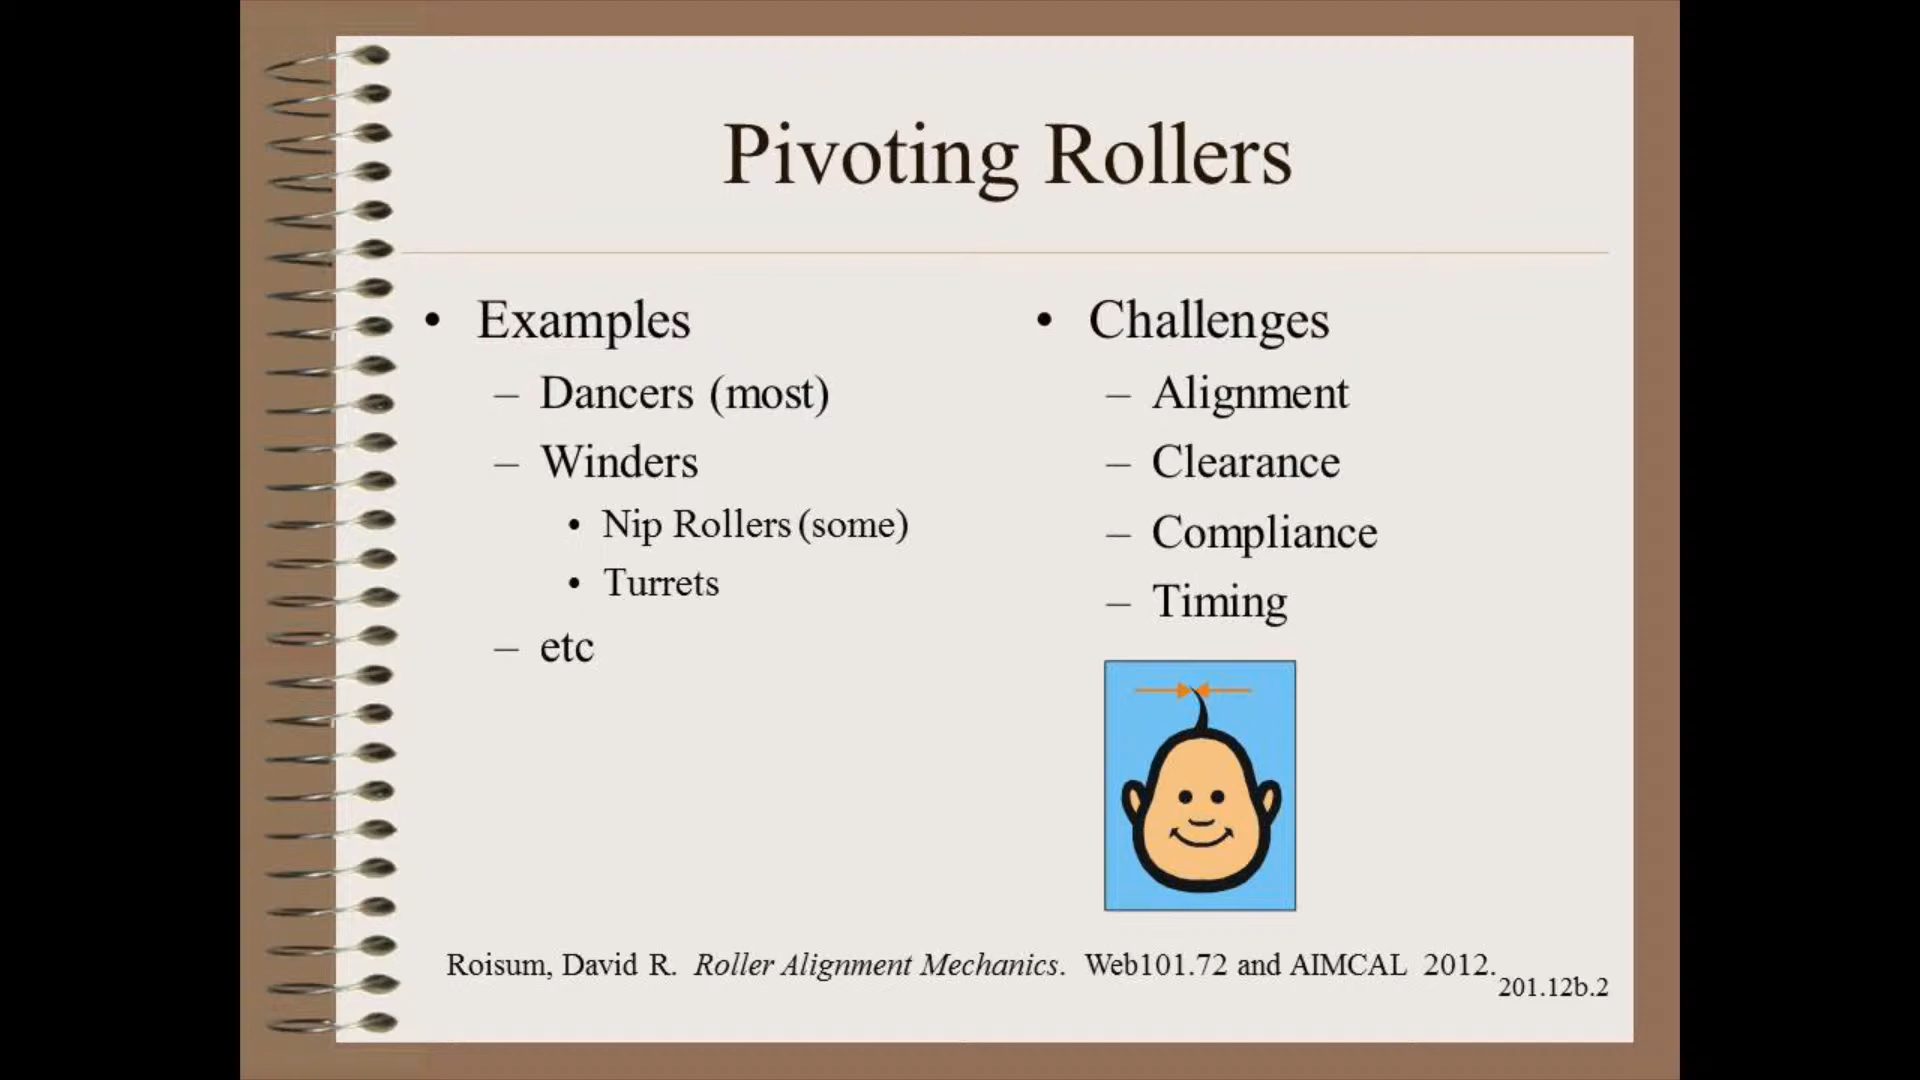 Pivoting Rollers
• Examples
– Dancers (most)
– Winders
• Nip Rollers (some)
• Turrets
– etc
• Challenges
– Alignment
– Clearance
– Compliance
– Timing
Roisum, David R. Roller Alignment Mechanics. Web101.72 and AIMCAL 2012.
201.12b.2